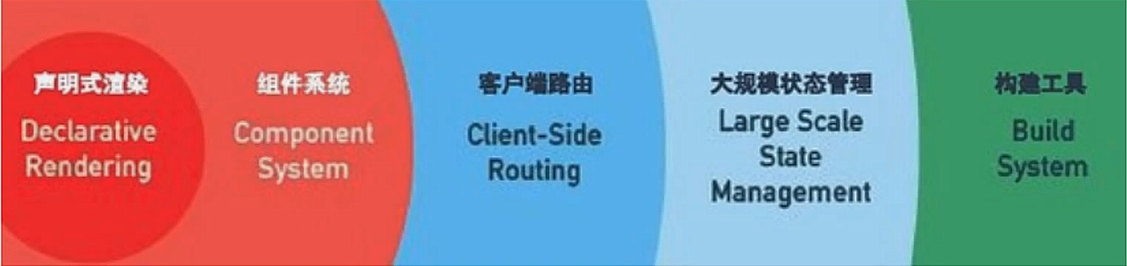 声明式渲染
Declarative
Rendering
组件系统
Component
System
客户端路由
Client-Side
Routing
大规模状态管理
Large Scale
State
Management
构建工具
Build
System